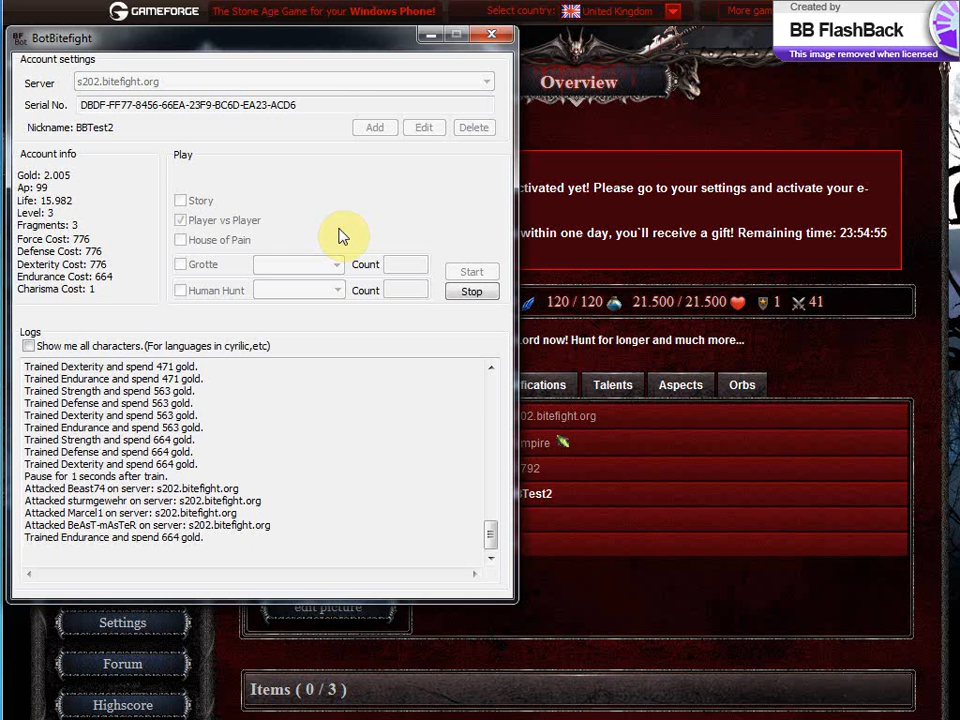 GAMEFORGE
The Stone Age Game for your Windows Phone!
Select country:
United Kingdom
More gam
Created by
BB FlashBack
This image removed when licensed
BF
Bot
BotBitefight
Account settings
Server
s202.bitefight.org
Serial No.
DBDF-FF77-8456-66EA-23F9-BC6D-EA23-ACD6
Nickname: BBTest2
Add
Edit
Delete
Account info
Gold: 2.005
Ap: 99
Life: 15.982
Level: 3
Fragments: 3
Force Cost: 776
Defense Cost: 776
Dexterity Cost: 776
Endurance Cost: 664
Charisma Cost: 1
Play
Story
Player vs Player
House of Pain
Grotte
Count
Human Hunt
Count
Start
Stop
Logs
Show me all characters.(For languages in cyrilic,etc)
Trained Dexterity and spend 471 gold.
Trained Endurance and spend 471 gold.
Trained Strength and spend 563 gold.
Trained Defense and spend 563 gold.
Trained Dexterity and spend 563 gold.
Trained Endurance and spend 563 gold.
Trained Strength and spend 664 gold.
Trained Defense and spend 664 gold.
Trained Dexterity and spend 664 gold.
Pause for 1 seconds after train.
Attacked Beast74 on server: s202.bitefight.org
Attacked sturmgewehr on server: s202.bitefight.org
Attacked Marcel1 on server: s202.bitefight.org
Attacked BeAsT-mAsTeR on server: s202.bitefight.org
Trained Endurance and spend 664 gold.
Overview
ctivated yet! Please go to your settings and activate your e-
within one day, you`ll receive a gift! Remaining time: 23:54:55
120 / 120
21.500 / 21.500
1
41
ord now! Hunt for longer and much more...
fications
Talents
Aspects
Orbs
02.bitefight.org
mpire
792
Test2
edit picture
Settings
Forum
Highscore
Items ( 0 / 3 )